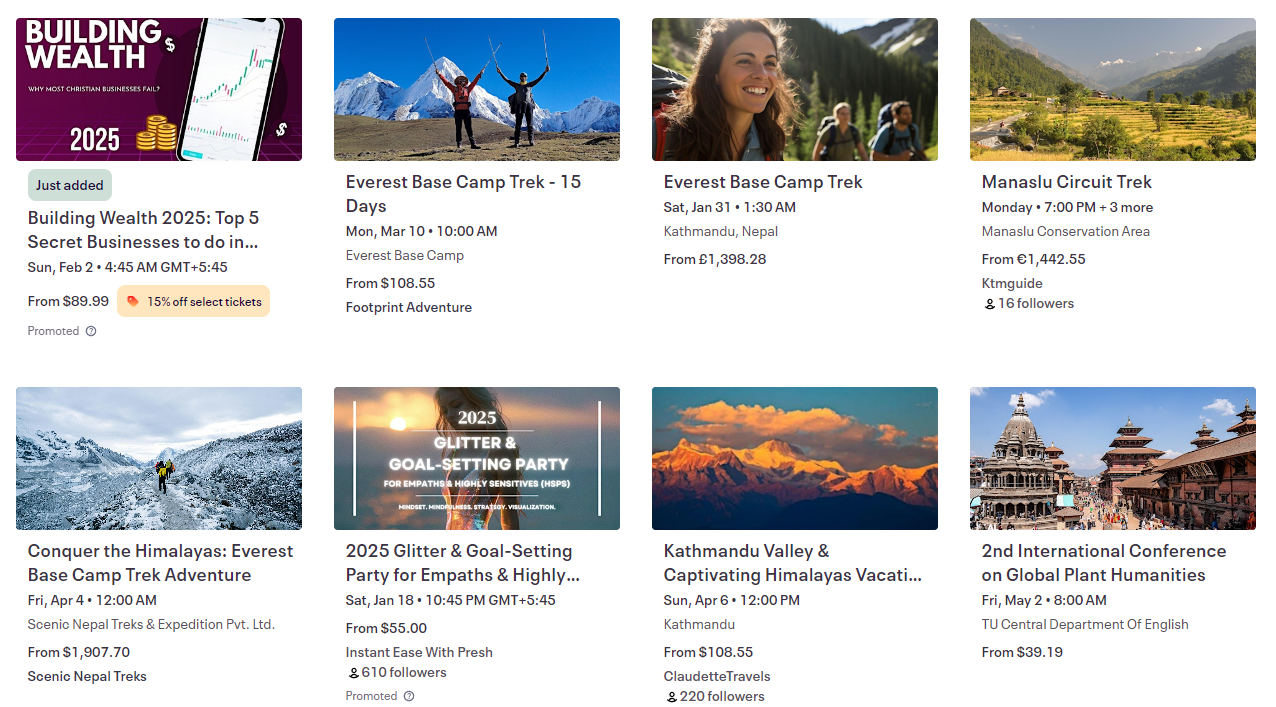 BUILDING
WEALTH
WHY MOST CHRISTIAN BUSINESSES FAIL?
2025
Just added
Building Wealth 2025: Top 5
Secret Businesses to do in...
Sun, Feb 2 • 4:45 AM GMT+5:45
From $89.99
15% off select tickets
Promoted
Everest Base Camp Trek - 15
Days
Mon, Mar 10 • 10:00 AM
Everest Base Camp
From $108.55
Footprint Adventure
Everest Base Camp Trek
Sat, Jan 31 • 1:30 AM
Kathmandu, Nepal
From £1,398.28
Manaslu Circuit Trek
Monday • 7:00 PM + 3 more
Manaslu Conservation Area
From €1,442.55
Ktmguide
16 followers
Conquer the Himalayas: Everest
Base Camp Trek Adventure
Fri, Apr 4 • 12:00 AM
Scenic Nepal Treks & Expedition Pvt. Ltd.
From $1,907.70
Scenic Nepal Treks
2025
GLITTER &
GOAL-SETTING PARTY
FOR EMPATHS & HIGHLY SENSITIVES (HSPS)
MINDSET. MINDFULNESS. STRATEGY. VISUALIZATION.
2025 Glitter & Goal-Setting
Party for Empaths & Highly...
Sat, Jan 18 • 10:45 PM GMT+5:45
From $55.00
Instant Ease With Presh
610 followers
Promoted
Kathmandu Valley &
Captivating Himalayas Vacati...
Sun, Apr 6 • 12:00 PM
Kathmandu
From $108.55
ClaudetteTravels
220 followers
2nd International Conference
on Global Plant Humanities
Fri, May 2 • 8:00 AM
TU Central Department Of English
From $39.19